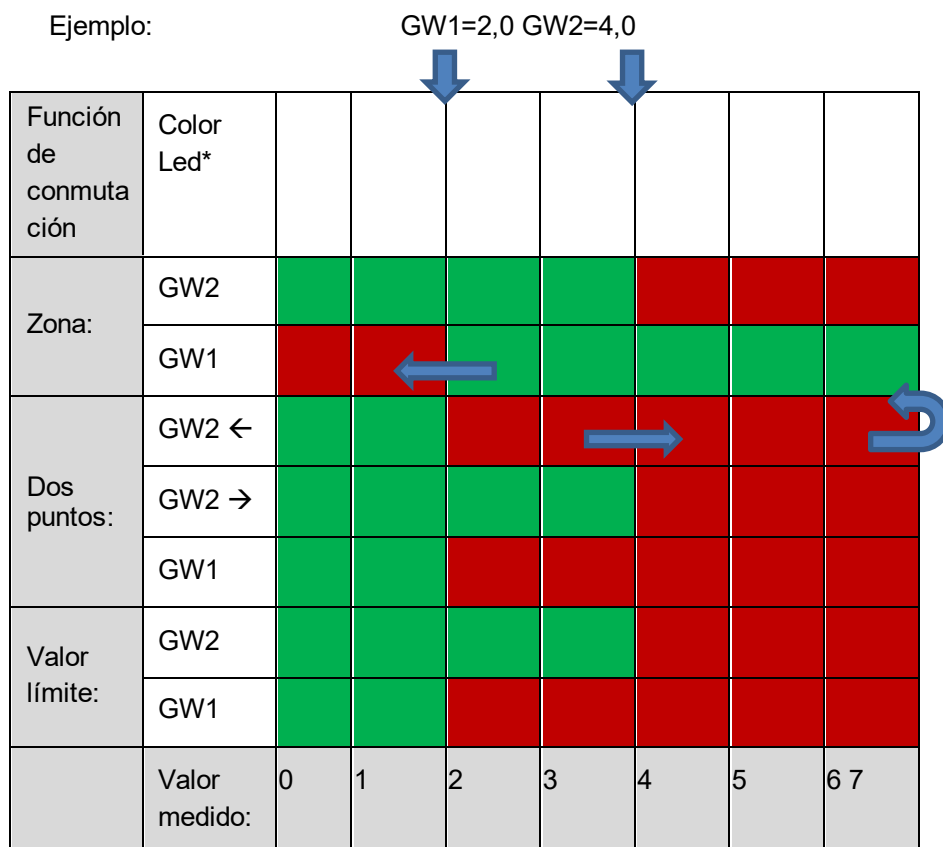 Ejemplo: GW1=2,0 GW2=4,0
Función
de
conmuta
ción
Color
Led*
Zona:
GW2
GW1
Dos
puntos:
GW2 ←
GW2 →
GW1
Valor
límite:
GW2
GW1
Valor
medido:
0 1 2 3 4 5 6 7